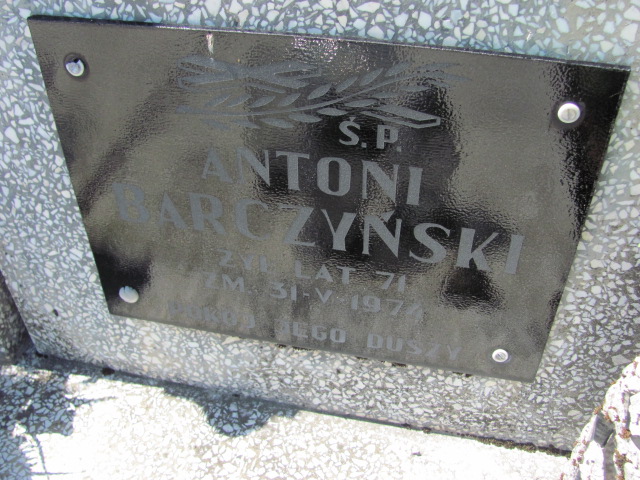 Ś.P.
ANTONI
BARCZYŃSKI
ŻYŁ LAT 71
ZM. 31-V-1974
POKÓJ JEGO DUSZY